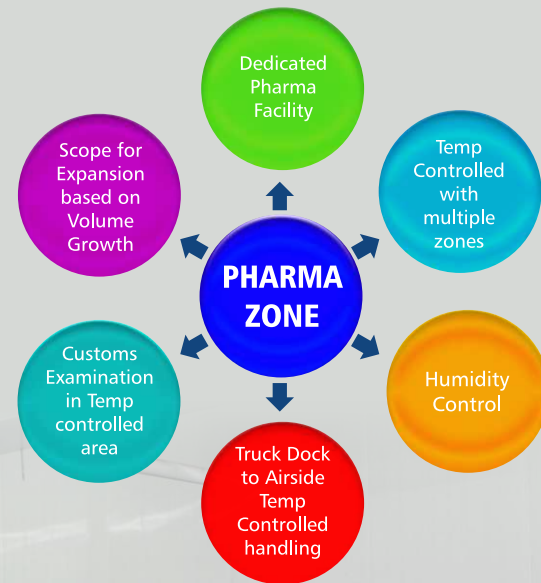 Dedicated
Pharma
Facility
Scope for
Expansion
based on
Volume
Growth
Temp
Controlled
with
multiple
zones
PHARMA
ZONE
Customs
Examination
in Temp
controlled
area
Humidity
Control
Truck Dock
to Airside
Temp
Controlled
handling